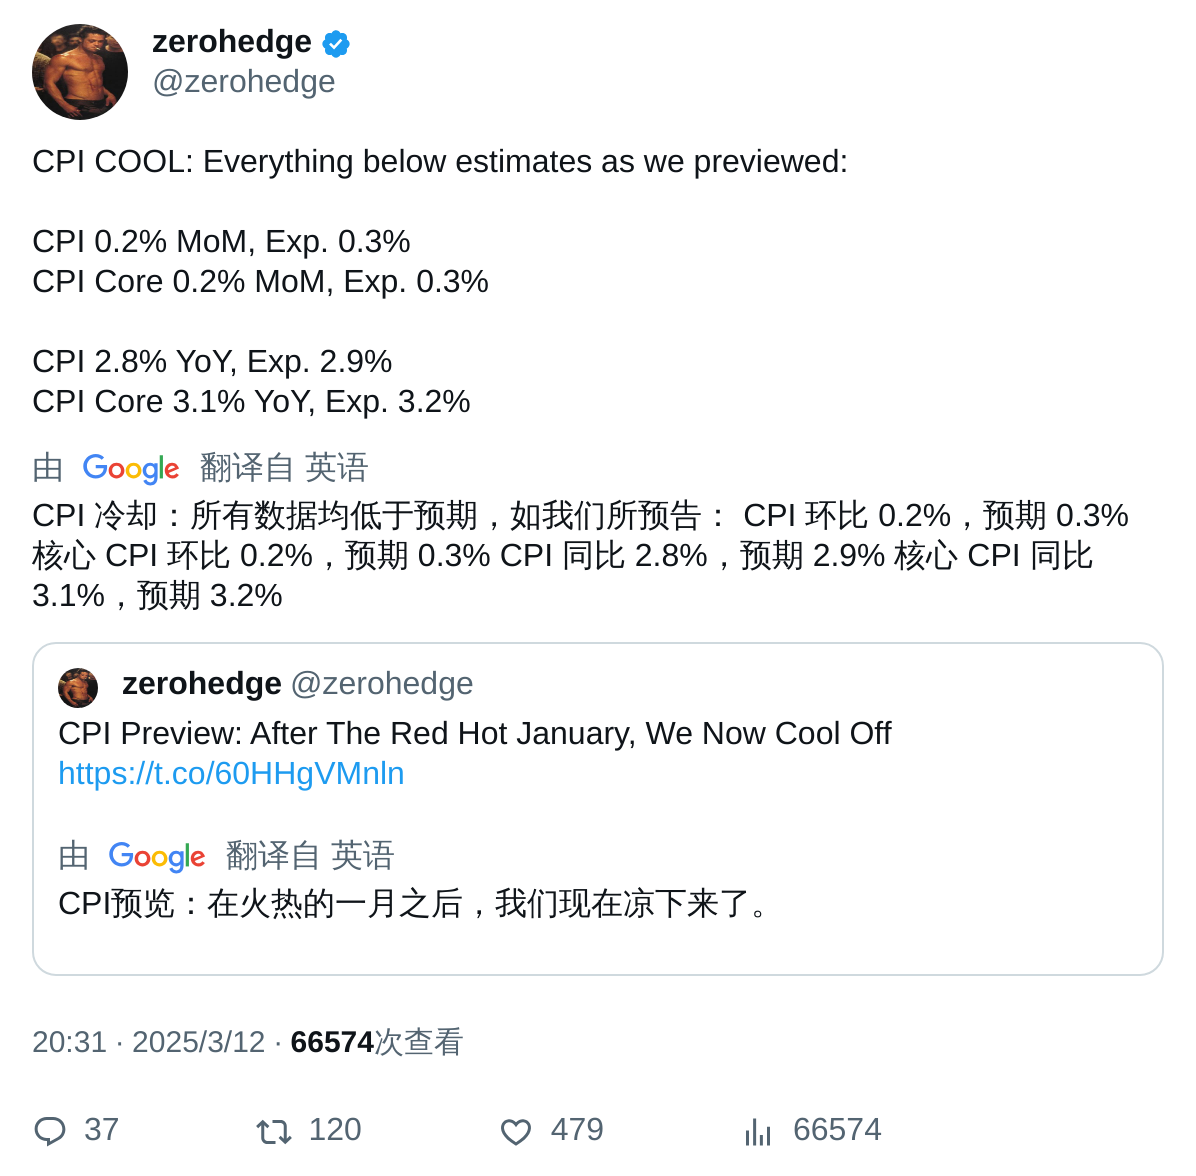 zerohedge
@zerohedge
CPI COOL: Everything below estimates as we previewed:
CPI 0.2% MoM, Exp. 0.3%
CPI Core 0.2% MoM, Exp. 0.3%
CPI 2.8% YoY, Exp. 2.9%
CPI Core 3.1% YoY, Exp. 3.2%
由 Google 翻译自 英语
CPI 冷却：所有数据均低于预期，如我们所预告： CPI 环比 0.2%，预期 0.3%
核心 CPI 环比 0.2%，预期 0.3% CPI 同比 2.8%，预期 2.9% 核心 CPI 同比
3.1%，预期 3.2%
zerohedge @zerohedge
CPI Preview: After The Red Hot January, We Now Cool Off
https://t.co/60HHgVMnln
由 Google 翻译自 英语
CPI预览：在火热的一月之后，我们现在凉下来了。
20:31 · 2025/3/12 · 66574次查看
37 120 479 66574